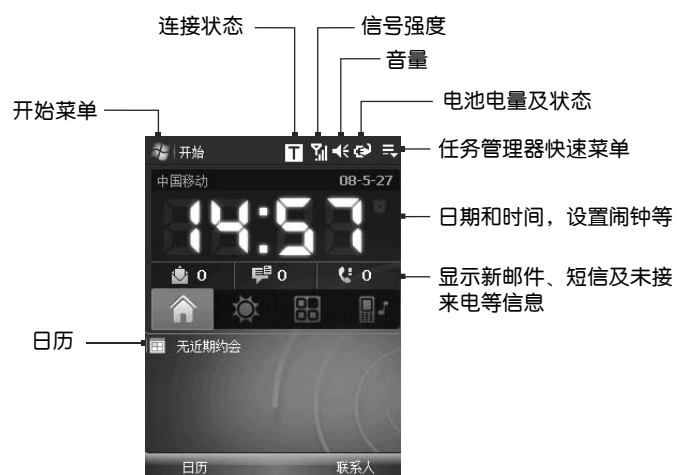 连接状态
信号强度
音量
开始菜单
电池电量及状态
开始
T
任务管理器快速菜单
中国移动
08-5-27
14:57
日期和时间，设置闹钟等
0
0
0
显示新邮件、短信及未接
来电等信息
日历
无近期约会
日历
联系人